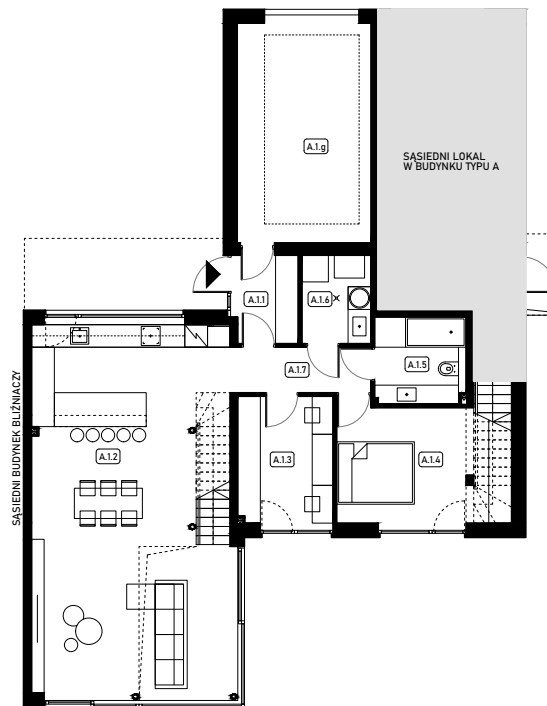 A.1.g
SĄSIEDNI LOKAL
W BUDYNKU TYPU A
A.1.1
A.1.6
A.1.5
A.1.7
SĄSIEDNI BUDYNEK BLIŹNIACZY
A.1.2
A.1.3
A.1.4